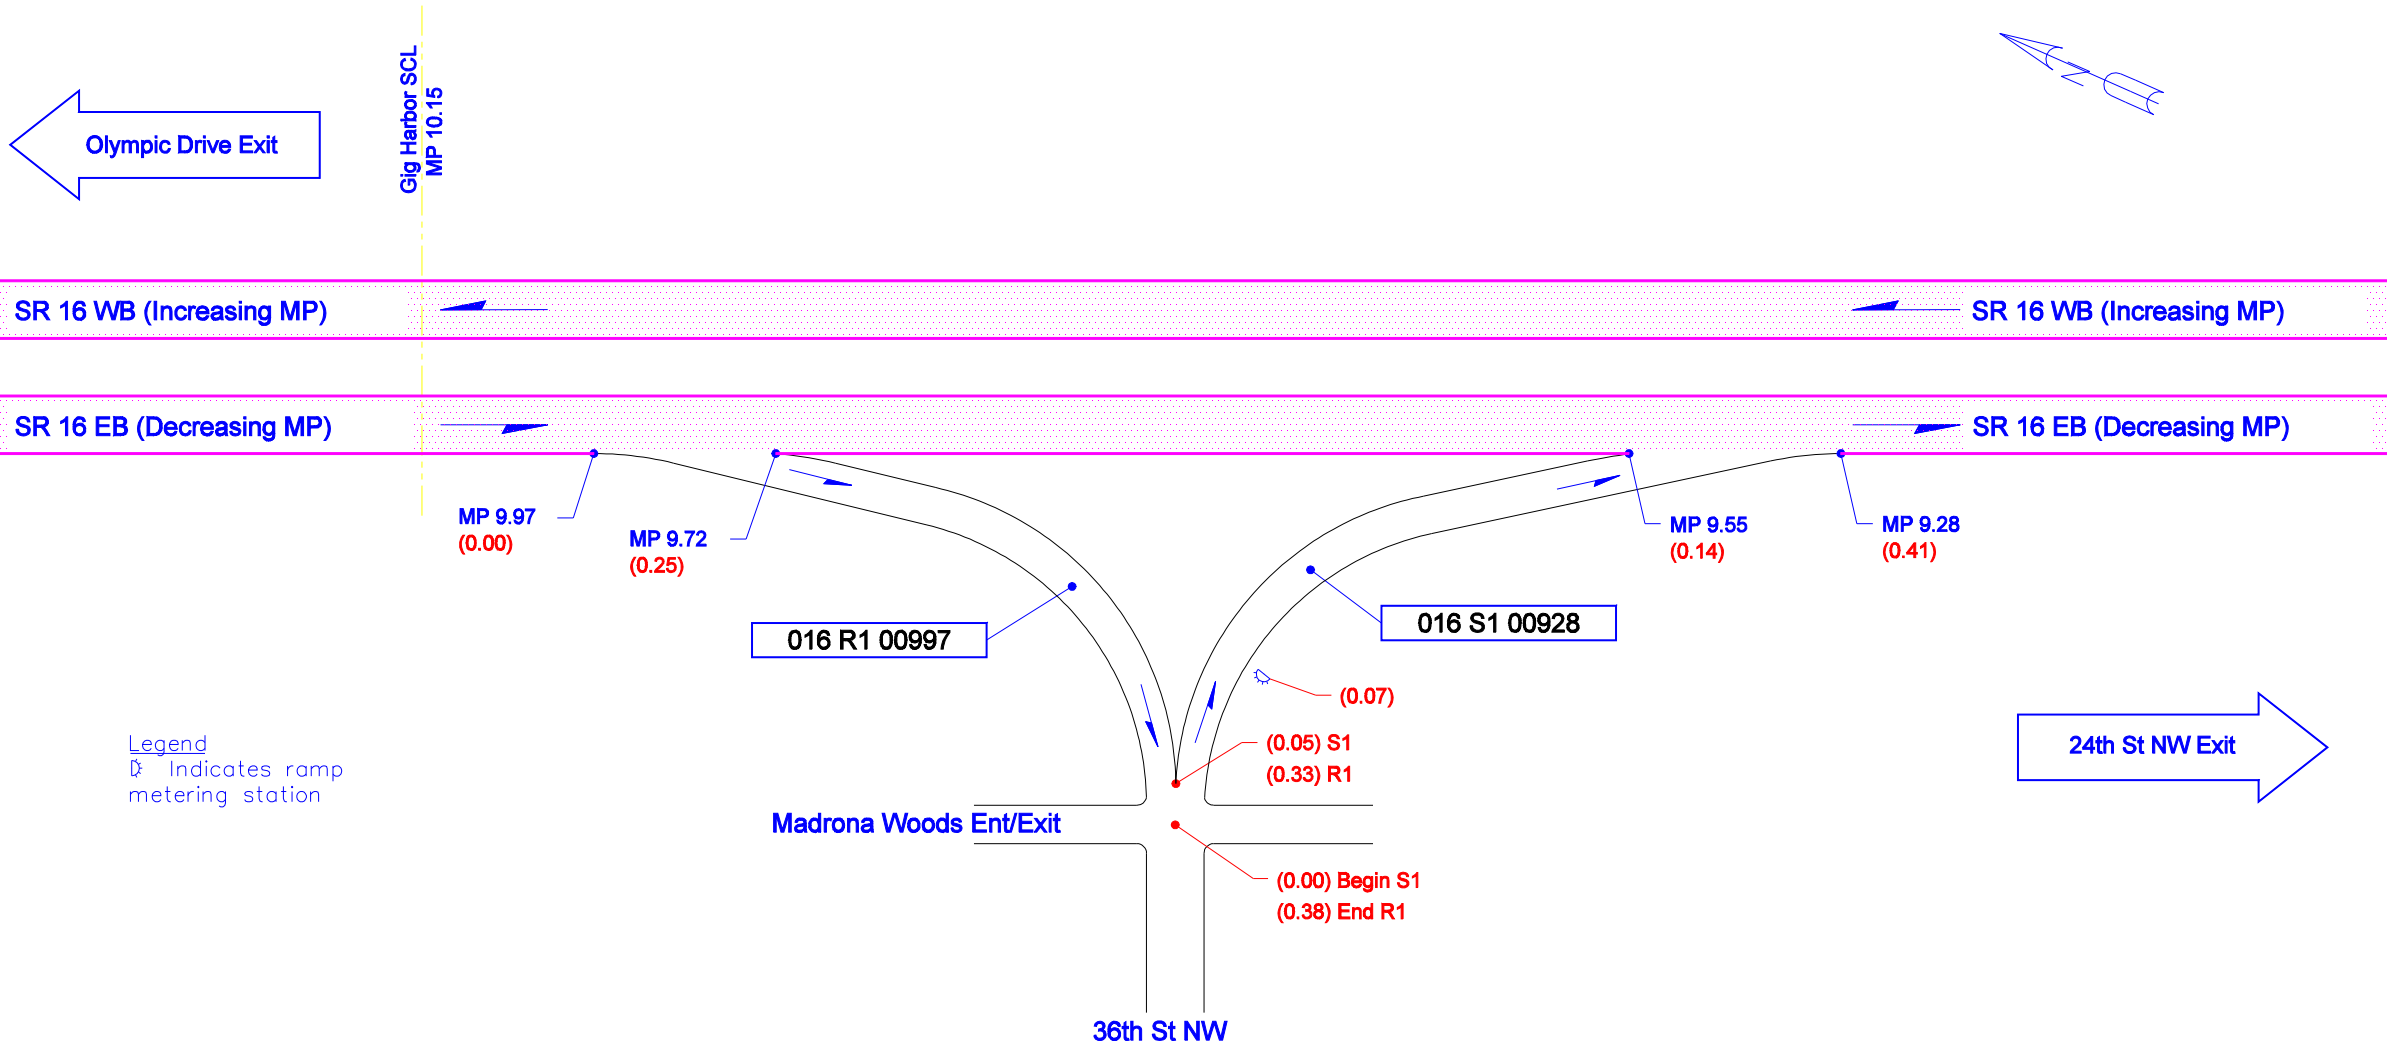 Gig Harbor SCL
MP 10.15
N
Olympic Drive Exit
SR 16 WB (Increasing MP)
SR 16 WB (Increasing MP)
SR 16 EB (Decreasing MP)
SR 16 EB (Decreasing MP)
MP 9.97
(0.00)
MP 9.72
(0.25)
MP 9.55
(0.14)
MP 9.28
(0.41)
016 R1 00997
016 S1 00928
(0.07)
(0.05) S1
(0.33) R1
24th St NW Exit
Legend
Indicates ramp
metering station
Madrona Woods Ent/Exit
(0.00) Begin S1
(0.38) End R1
36th St NW